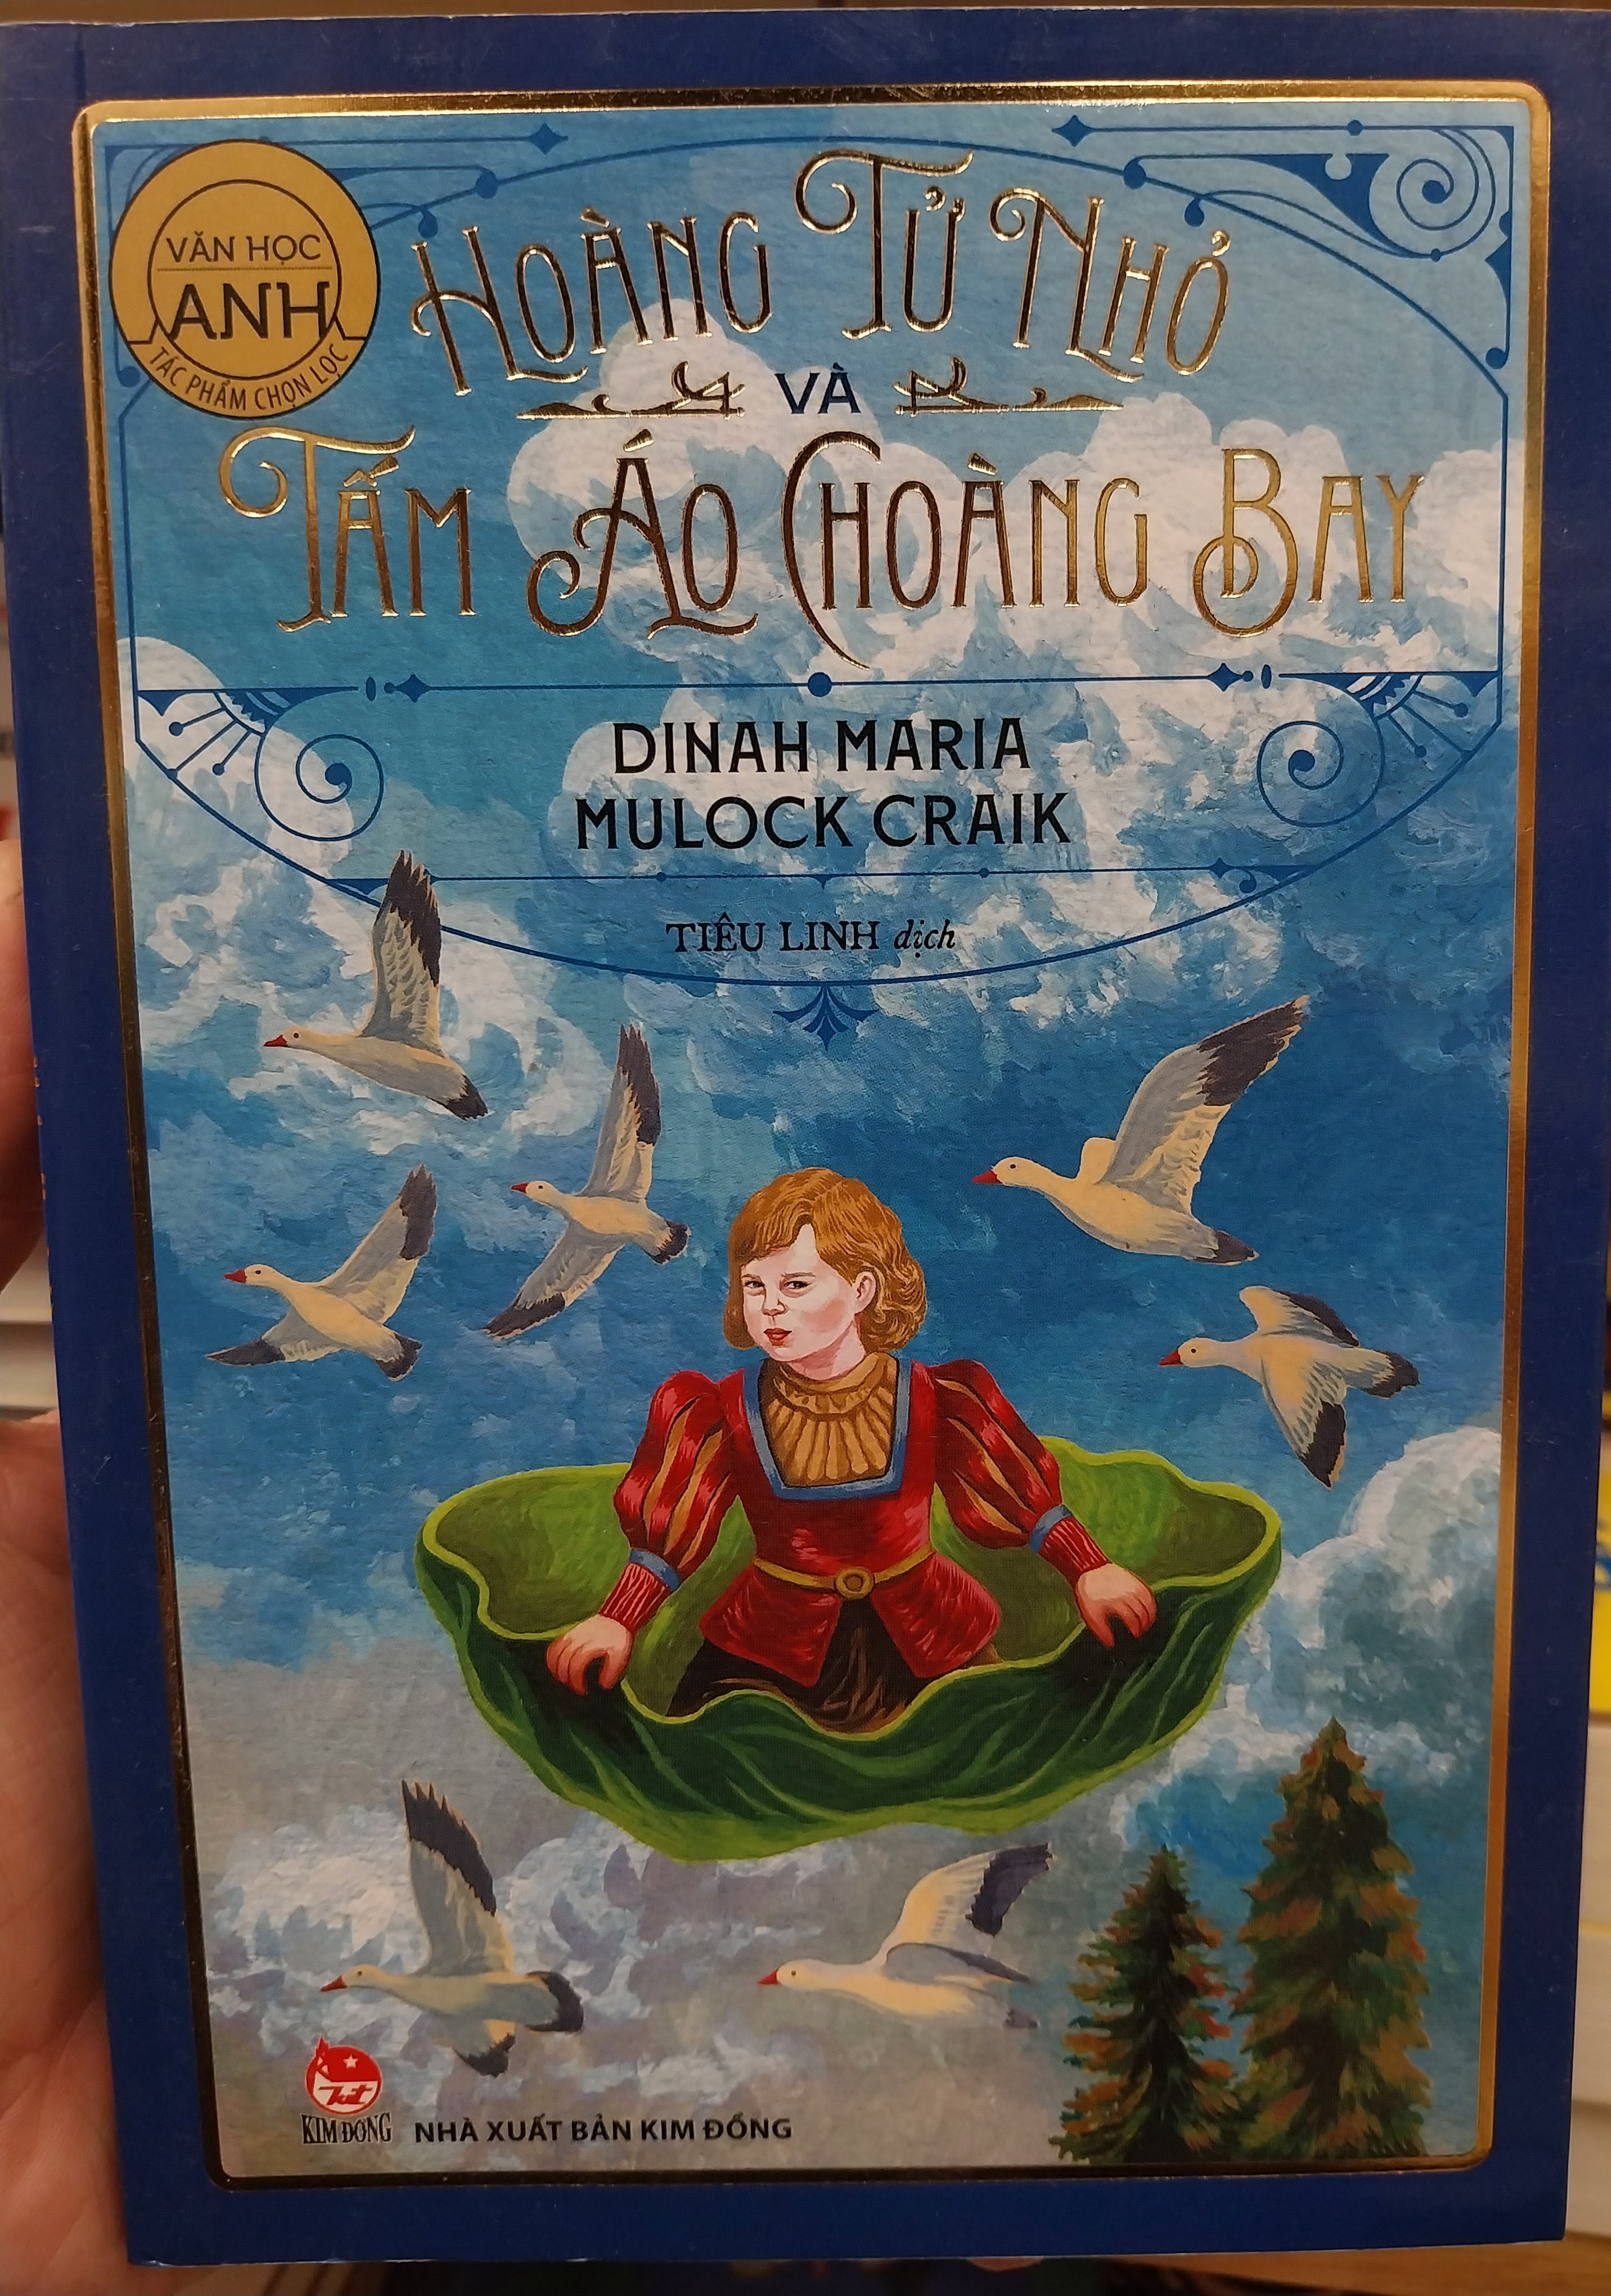 VĂN HỌC
ANH
TÁC PHẨM CHỌN LỌC
HOÀNG TỬ NHỎ
VÀ
TẤM ÁO CHOÀNG BAY
DINAH MARIA
MULOCK CRAIK
TIÊU LINH dịch
KIM ĐỒNG
NHÀ XUẤT BẢN KIM ĐỒNG